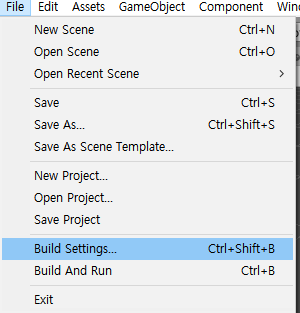 File Edit Assets GameObject Component
New Scene Ctrl+N
Open Scene Ctrl+O
Open Recent Scene >
Save Ctrl+S
Save As... Ctrl+Shift+S
Save As Scene Template...
New Project...
Open Project...
Save Project
Build Settings... Ctrl+Shift+B
Build And Run Ctrl+B
Exit